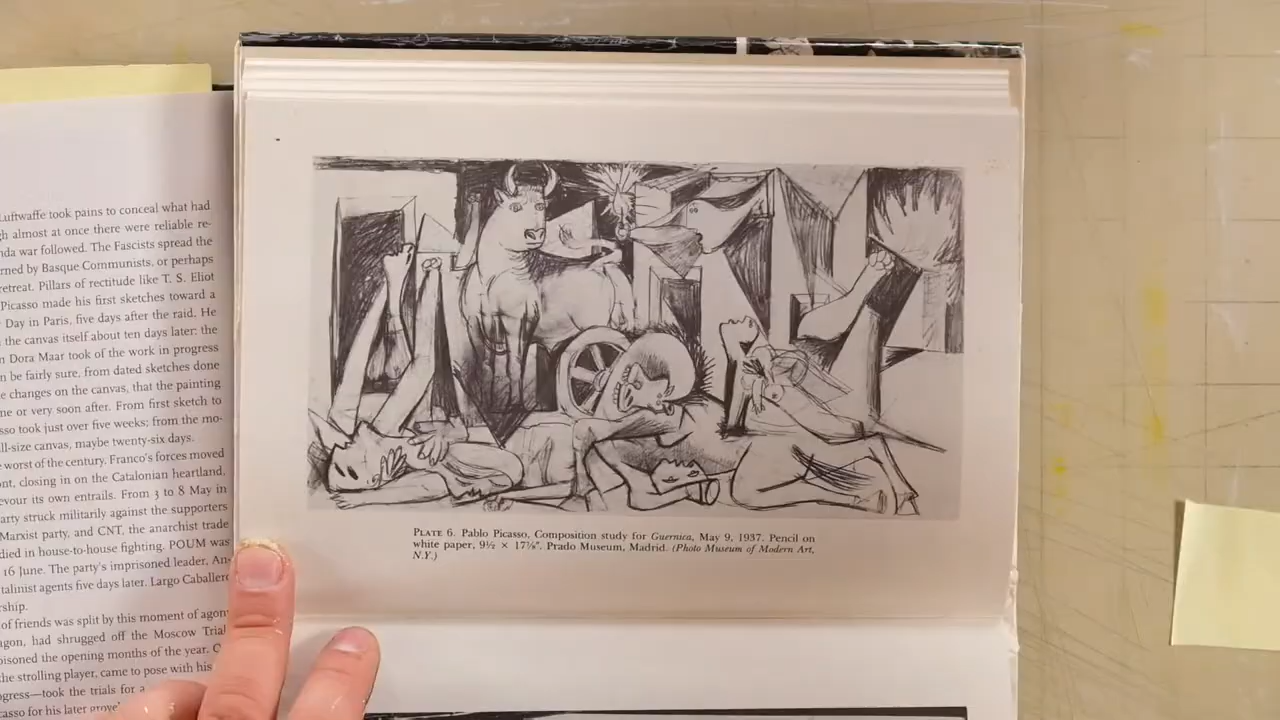 Luftwaffe took pains to conceal what had
gh almost at once there were reliable re-
nda war followed. The Fascists spread the
rned by Basque Communists, or perhaps
retreat. Pillars of rectitude like T. S. Eliot
Picasso made his first sketches toward a
Day in Paris, five days after the raid. He
the canvas itself about ten days later: the
n Dora Maar took of the work in progress
n be fairly sure, from dated sketches done
e changes on the canvas, that the painting
ne or very soon after. From first sketch to
sso took just over five weeks; from the mo-
ll-size canvas, maybe twenty-six days.
worst of the century. Franco's forces moved
ont, closing in on the Catalonian heartland,
evour its own entrails. From 3 to 8 May in
arty struck militarily against the supporters
Marxist party, and CNT, the anarchist trade
died in house-to-house fighting. POUM was
16 June. The party's imprisoned leader, An-
talinist agents five days later. Largo Caballero
rship.
of friends was split by this moment of agon
agon, had shrugged off the Moscow Trial
oisoned the opening months of the year.
the strolling player, came to pose with his
ogress—took the trials for a
casso for his later
PLATE 6. Pablo Picasso, Composition study for Guernica, May 9, 1937. Pencil on
white paper, 9½ × 17⅞". Prado Museum, Madrid. (Photo Museum of Modern Art,
N.Y.)